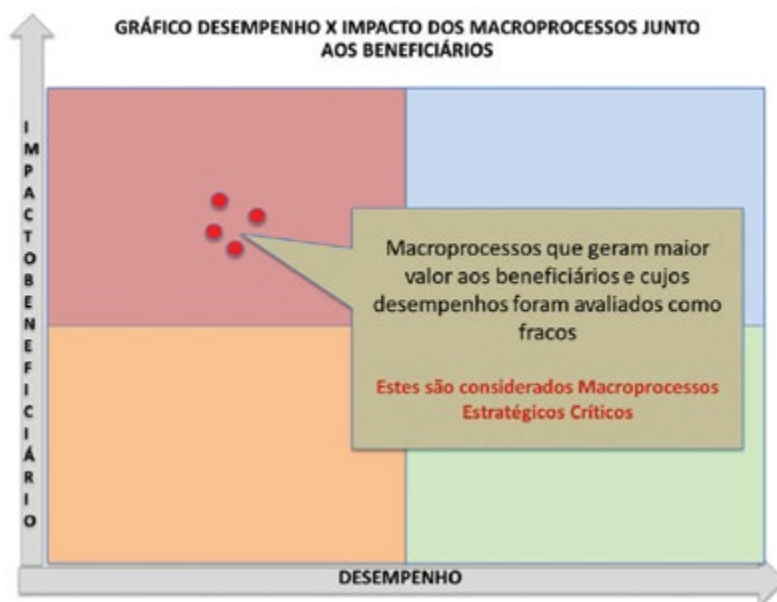 GRÁFICO DESEMPENHO X IMPACTO DOS MACROPROCESSOS JUNTO
AOS BENEFICIÁRIOS
IMPACTOBENEFICIÁRIO
Macroprocessos que geram maior
valor aos beneficiários e cujos
desempenhos foram avaliados como
fracos
Estes são considerados Macroprocessos
Estratégicos Críticos
DESEMPENHO